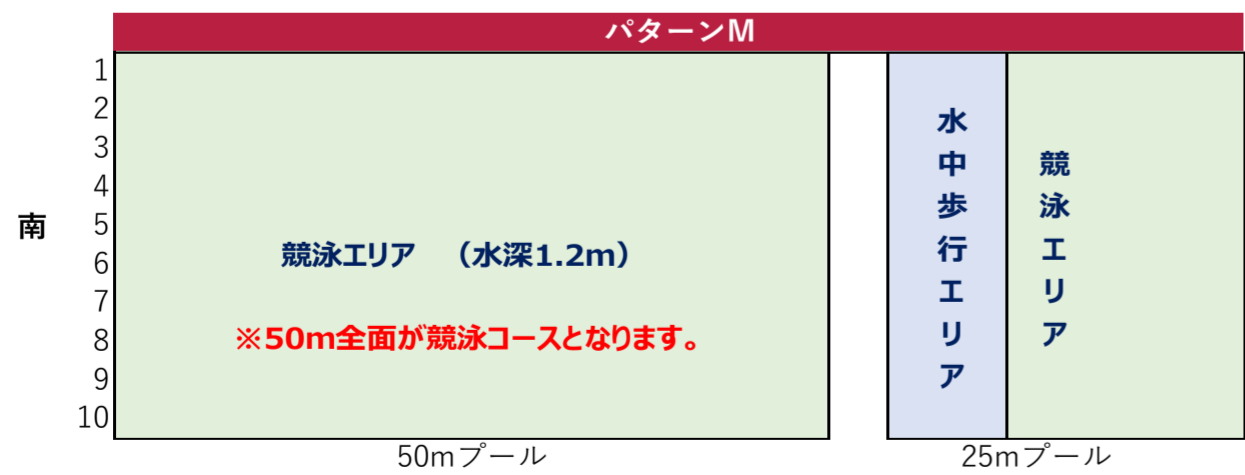 パターンM
1
2
3
4
5
6
7
8
9
10
南
競泳エリア　（水深1.2m）
※50m全面が競泳コースとなります。
水中歩行エリア
競泳エリア
50mプール
25mプール